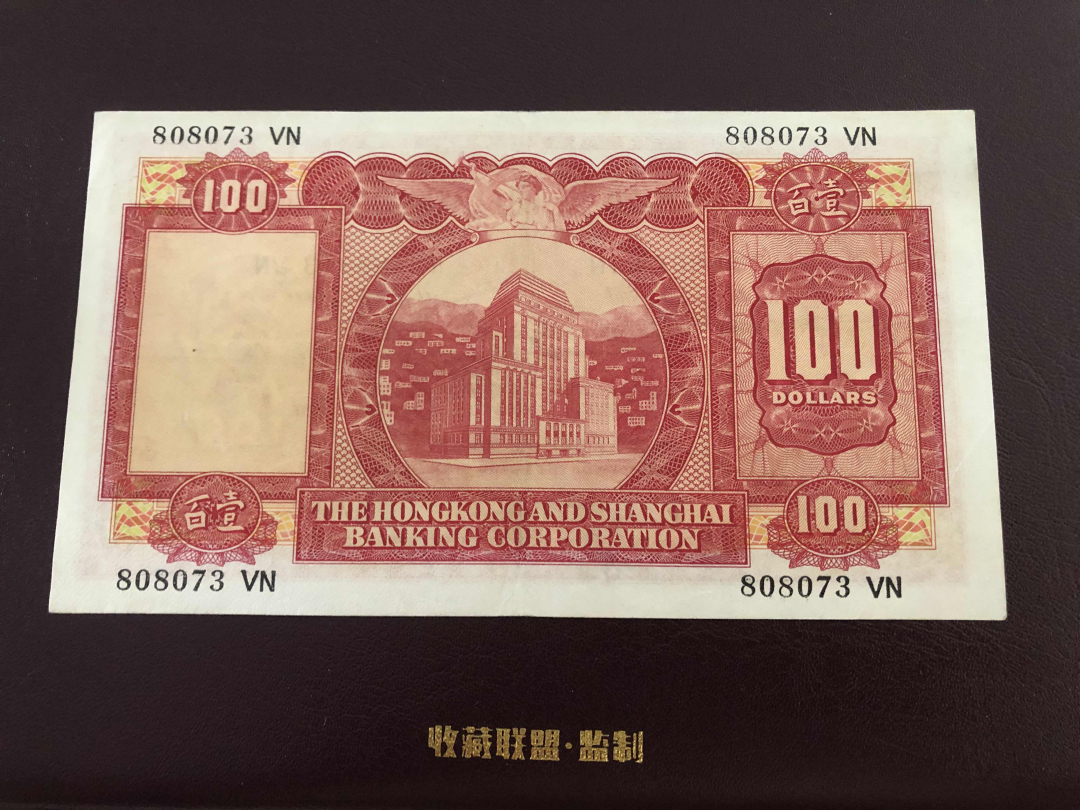 808073 VN
808073 VN
100
百壹
100
DOLLARS
百壹
THE HONGKONG AND SHANGHAI
BANKING CORPORATION
100
808073 VN
808073 VN
收藏联盟·监制